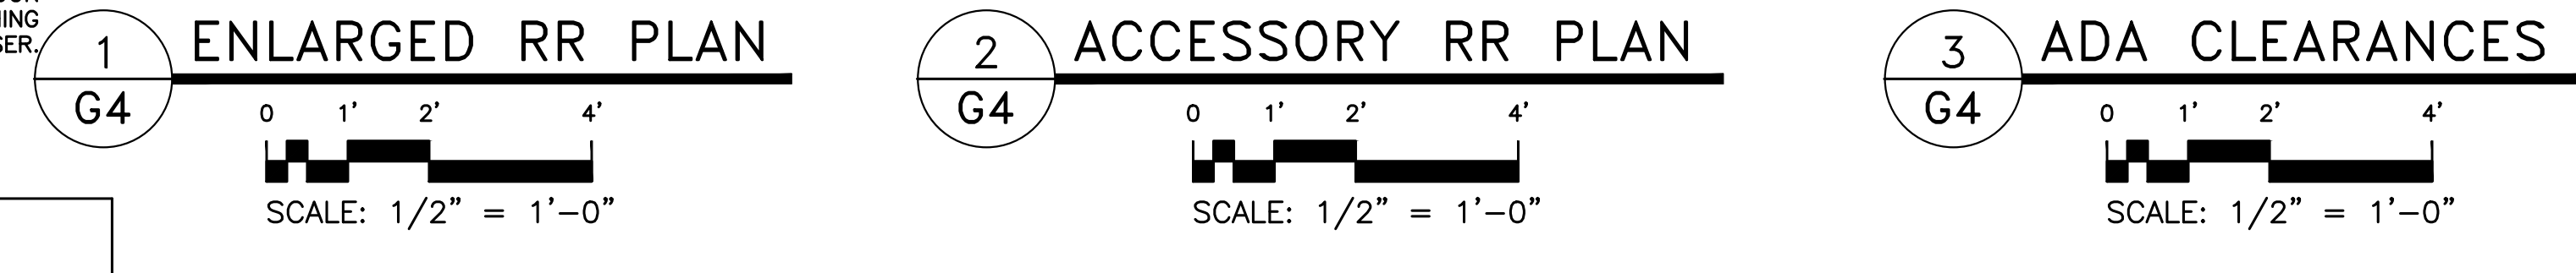 SER.
1
G4
ENLARGED RR PLAN
0 1' 2' 4'
SCALE: 1/2" = 1'-0"
2
G4
ACCESSORY RR PLAN
0 1' 2' 4'
SCALE: 1/2" = 1'-0"
3
G4
ADA CLEARANCES
0 1' 2' 4'
SCALE: 1/2" = 1'-0"